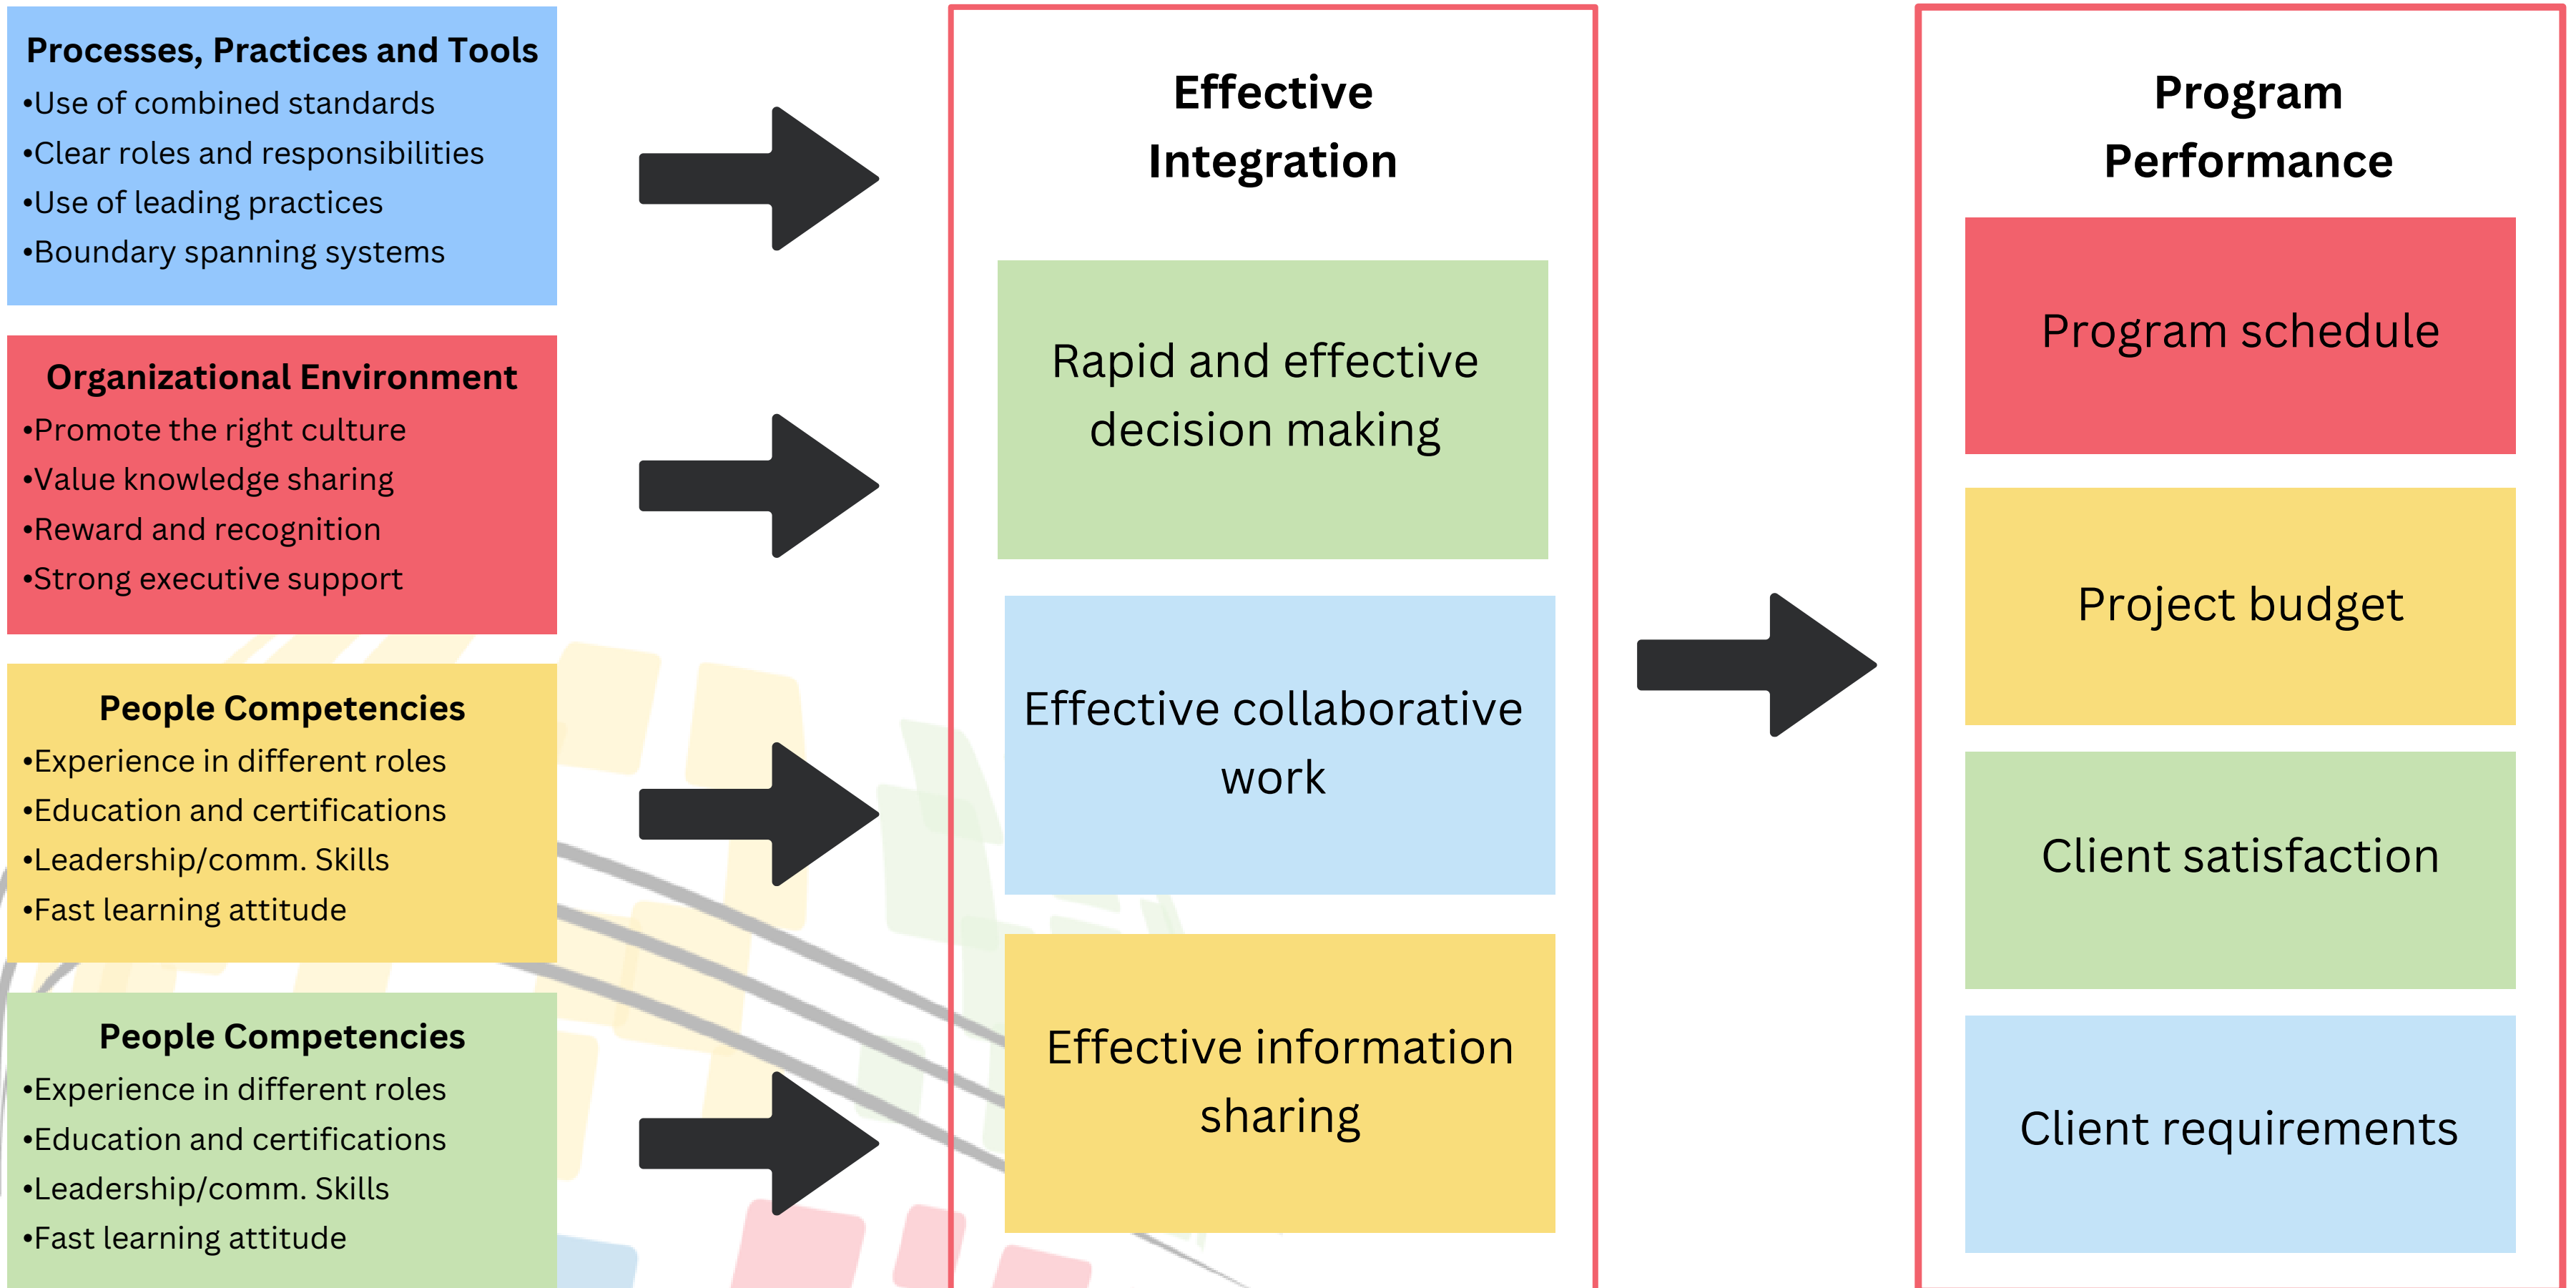 Processes, Practices and Tools
•Use of combined standards
•Clear roles and responsibilities
•Use of leading practices
•Boundary spanning systems
Organizational Environment
•Promote the right culture
•Value knowledge sharing
•Reward and recognition
•Strong executive support
People Competencies
•Experience in different roles
•Education and certifications
•Leadership/comm. Skills
•Fast learning attitude
People Competencies
•Experience in different roles
•Education and certifications
•Leadership/comm. Skills
•Fast learning attitude
Effective
Integration
Rapid and effective
decision making
Effective collaborative
work
Effective information
sharing
Program
Performance
Program schedule
Project budget
Client satisfaction
Client requirements